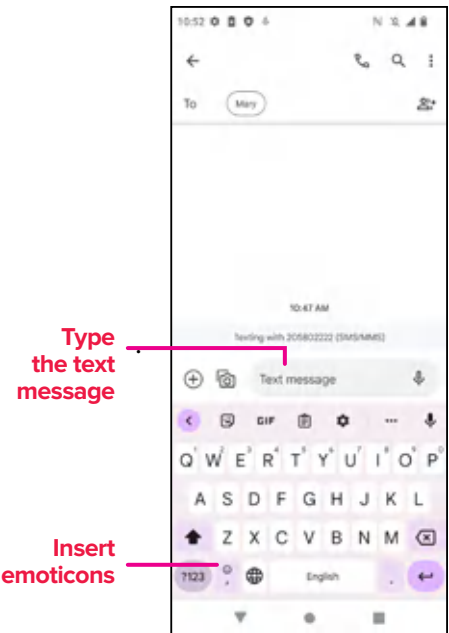 10:52
To Mary
10:47 AM
Texting with 205802222 (SMS/MMS)
Type
the text
message
Text message
GIF
Q W E R T Y U I O P
A S D F G H J K L
Z X C V B N M
Insert
emoticons
?123 , English .